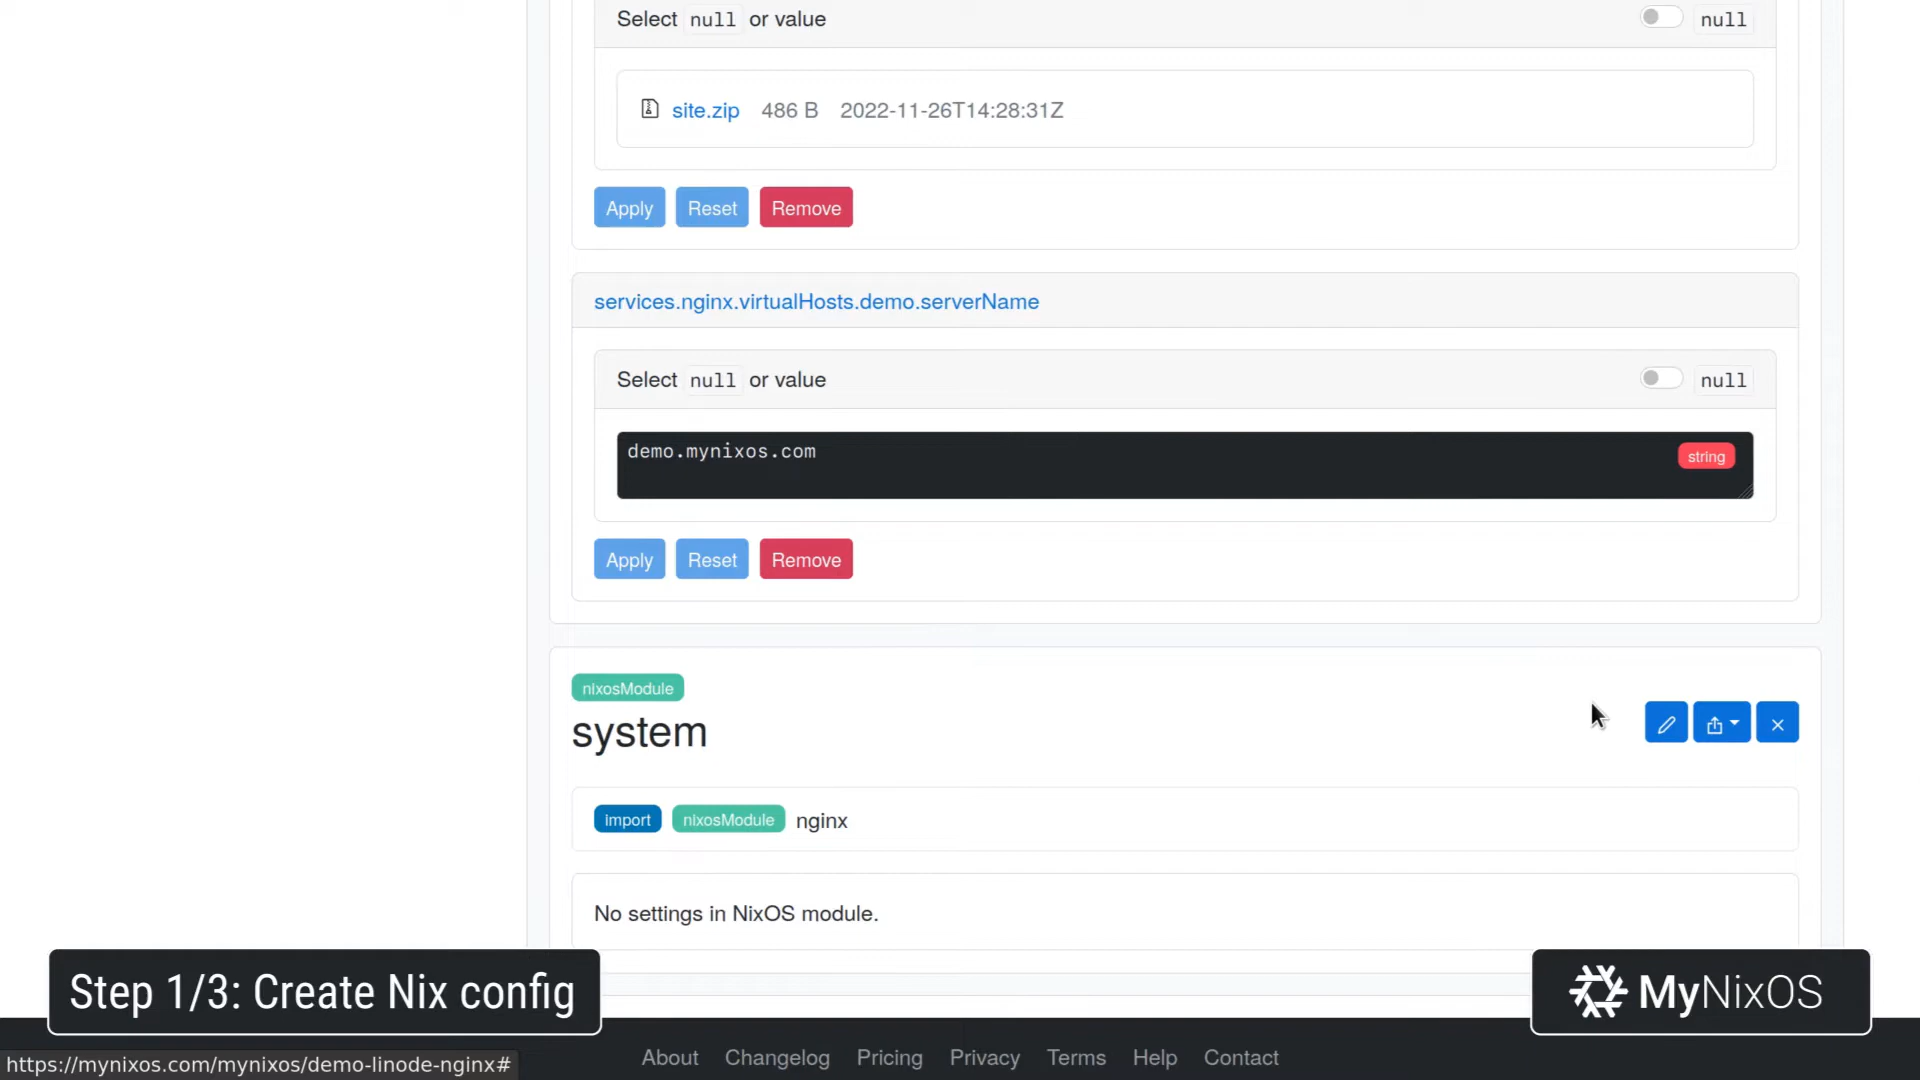 Select null or value null
site.zip 486 B 2022-11-26T14:28:31Z
Apply Reset Remove
services.nginx.virtualHosts.demo.serverName
Select null or value null
demo.mynixos.com string
Apply Reset Remove
nixosModule
system
import nixosModule nginx
No settings in NixOS module.
Step 1/3: Create Nix config
MyNixOS
About Changelog Pricing Privacy Terms Help Contact
https://mynixos.com/mynixos/demo-linode-nginx#